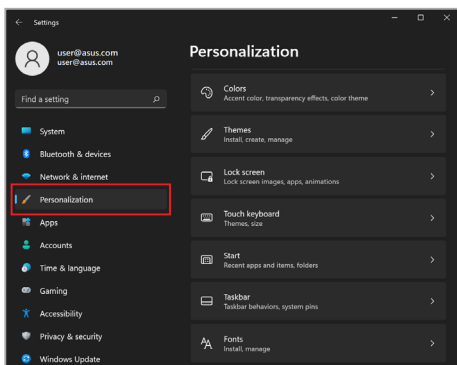 Settings
user@asus.com
user@asus.com
Find a setting
System
Bluetooth & devices
Network & internet
Personalization
Apps
Accounts
Time & language
Gaming
Accessibility
Privacy & security
Windows Update
Personalization
Colors
Accent color, transparency effects, color theme
Themes
Install, create, manage
Lock screen
Lock screen images, apps, animations
Touch keyboard
Themes, size
Start
Recent apps and items, folders
Taskbar
Taskbar behaviors, system pins
Fonts
Install, manage